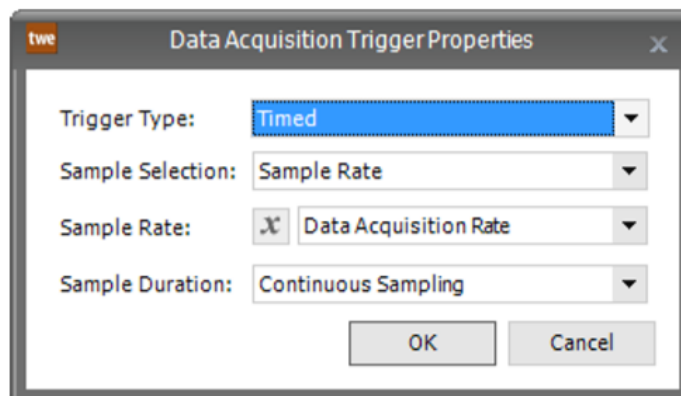 twe Data Acquisition Trigger Properties x
Trigger Type: Timed
Sample Selection: Sample Rate
Sample Rate: x Data Acquisition Rate
Sample Duration: Continuous Sampling
OK Cancel